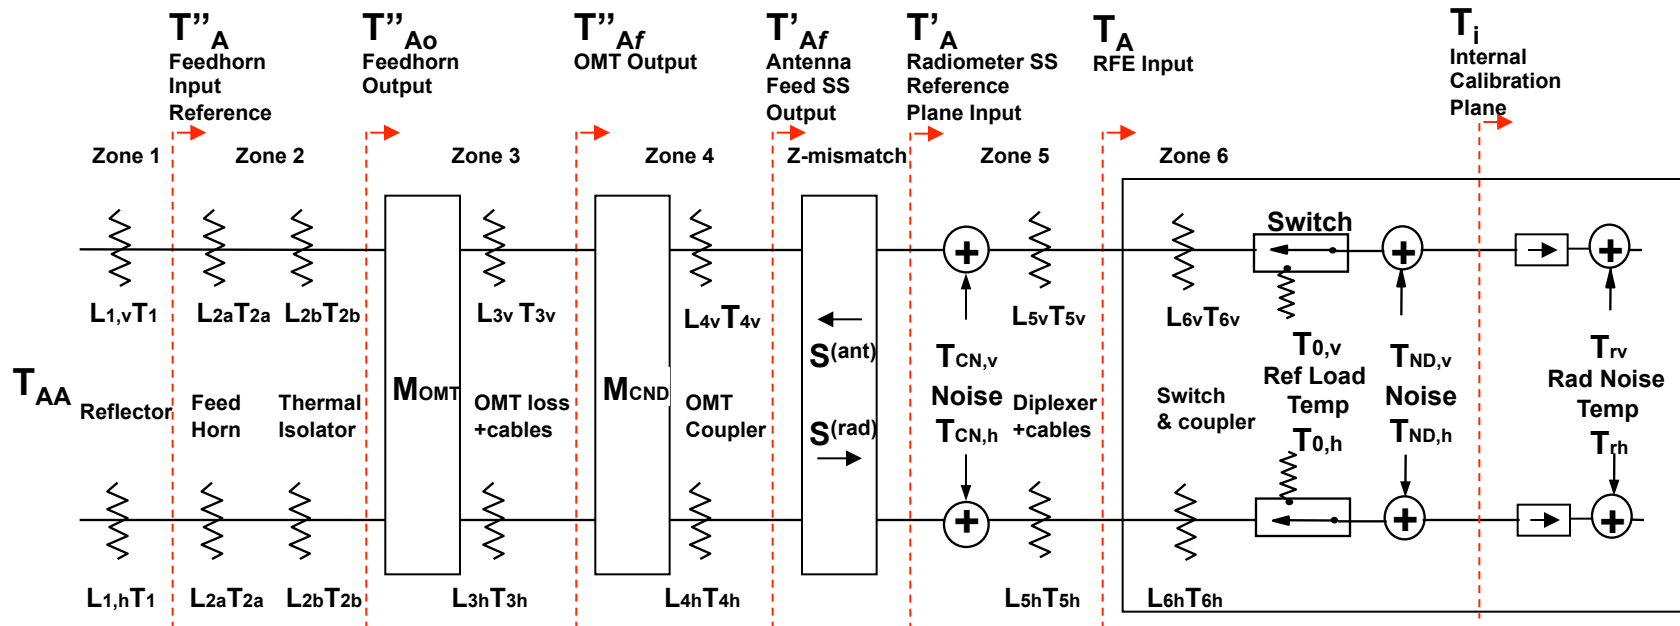 T”A
Feedhorn
Input
Reference
T”Ao
Feedhorn
Output
T”Af
OMT Output
T’Af
Antenna
Feed SS
Output
T’A
Radiometer SS
Reference
Plane Input
TA
RFE Input
Ti
Internal
Calibration
Plane
Zone 1
Zone 2
Zone 3
Zone 4
Z-mismatch
Zone 5
Zone 6
Switch
L1,vT1
L2aT2a
L2bT2b
L3vT3v
L4vT4v
L5vT5v
L6vT6v
TAA
Reflector
Feed
Horn
Thermal
Isolator
MOMT
OMT loss
+cables
MCND
OMT
Coupler
S(ant)
S(rad)
TCN,v
Noise
TCN,h
Diplexer
+cables
Switch
& coupler
T0,v
Ref Load
Temp
T0,h
TND,v
Noise
TND,h
Trv
Rad Noise
Temp
Trh
L1,hT1
L2aT2a
L2bT2b
L3hT3h
L4hT4h
L5hT5h
L6hT6h